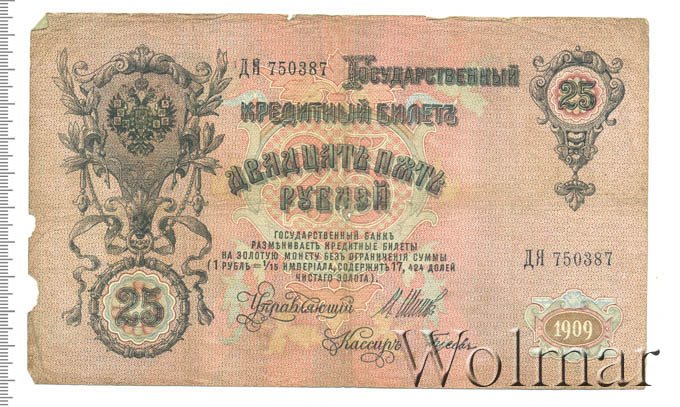 ДЯ 750387
Государственный
Кредитный Билетъ
25
Двадцать пять
рублей
Государственный Банкъ
размѣниваетъ кредитные билеты
на золотую монету безъ ограниченія суммы
(1 рубль = 1/15 имперіала, содержитъ 17,424 долей
чистаго золота).
ДЯ 750387
25
Управляющій
Кассиръ
1909
Wolmar